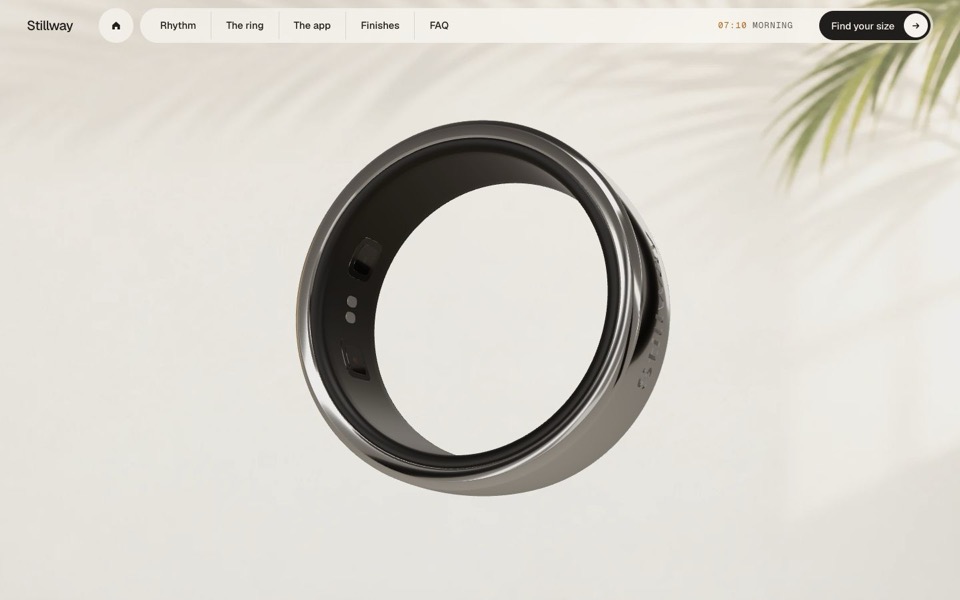 Stillway
Rhythm
The ring
The app
Finishes
FAQ
07:10 MORNING
Find your size